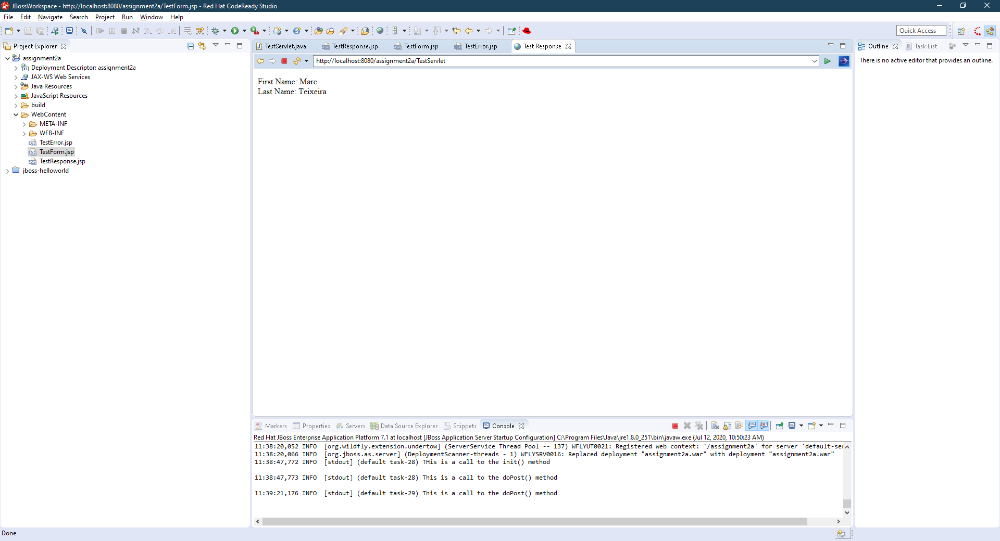 JBossWorkspace - http://localhost:8080/assignment2a/TestForm.jsp - Red Hat CodeReady Studio
File Edit Navigate Search Project Run Window Help
Quick Access
Project Explorer
assignment2a
Deployment Descriptor: assignment2a
JAX-WS Web Services
Java Resources
JavaScript Resources
build
WebContent
META-INF
WEB-INF
TestError.jsp
TestForm.jsp
TestResponse.jsp
jboss-helloworld
TestServlet.java TestResponse.jsp TestForm.jsp TestError.jsp Test Response
http://localhost:8080/assignment2a/TestServlet
First Name: Marc
Last Name: Teixeira
Outline Task List
There is no active editor that provides an outline.
Markers Properties Servers Data Source Explorer Snippets Console
Red Hat JBoss Enterprise Application Platform 7.1 at localhost [JBoss Application Server Startup Configuration] C:\Program Files\Java\jre1.8.0_251\bin\javaw.exe (Jul 12, 2020, 10:50:23 AM)
11:38:20,052 INFO [org.wildfly.extension.undertow] (ServerService Thread Pool -- 137) WFLYUT0021: Registered web context: '/assignment2a' for server 'default-se
11:38:20,066 INFO [org.jboss.as.server] (DeploymentScanner-threads - 1) WFLYSRV0016: Replaced deployment "assignment2a.war" with deployment "assignment2a.war"
11:38:47,772 INFO [stdout] (default task-28) THis is a call to the init() method
11:38:47,773 INFO [stdout] (default task-28) This is a call to the doPost() method
11:39:21,176 INFO [stdout] (default task-29) This is a call to the doPost() method
Done